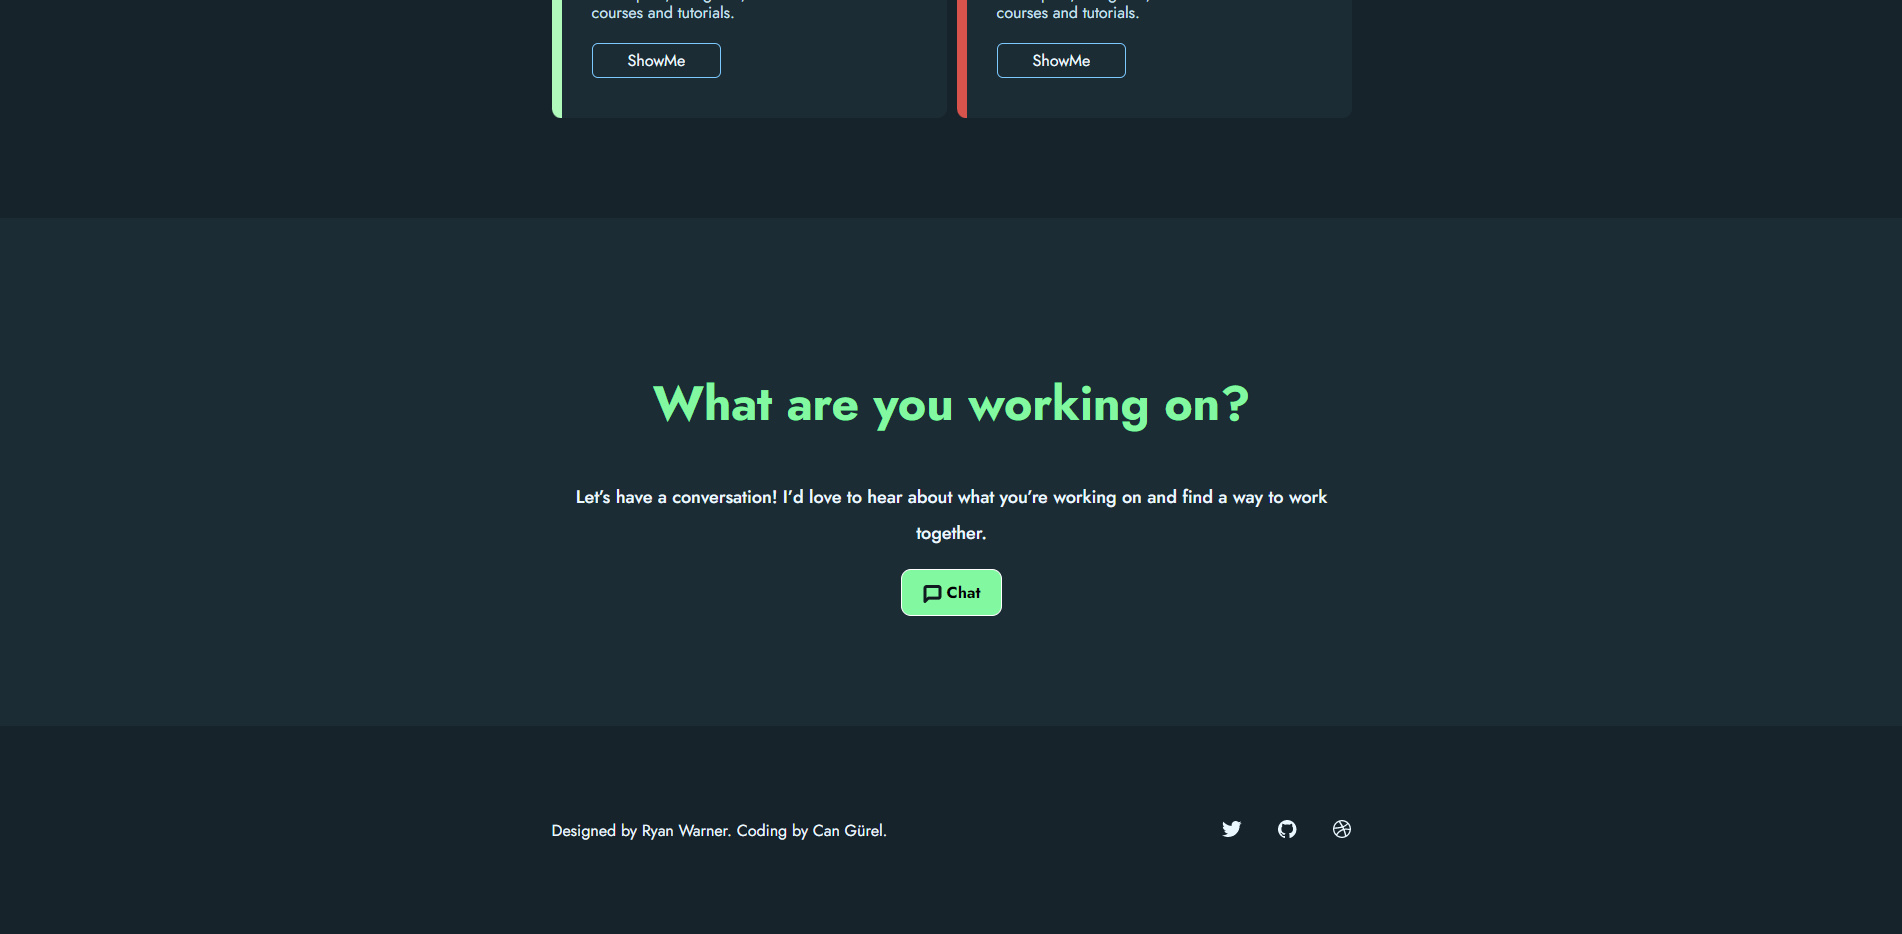 courses and tutorials.
courses and tutorials.
ShowMe
ShowMe
What are you working on?
Let's have a conversation! I'd love to hear about what you're working on and find a way to work
together.
Chat
Designed by Ryan Warner. Coding by Can Gürel.